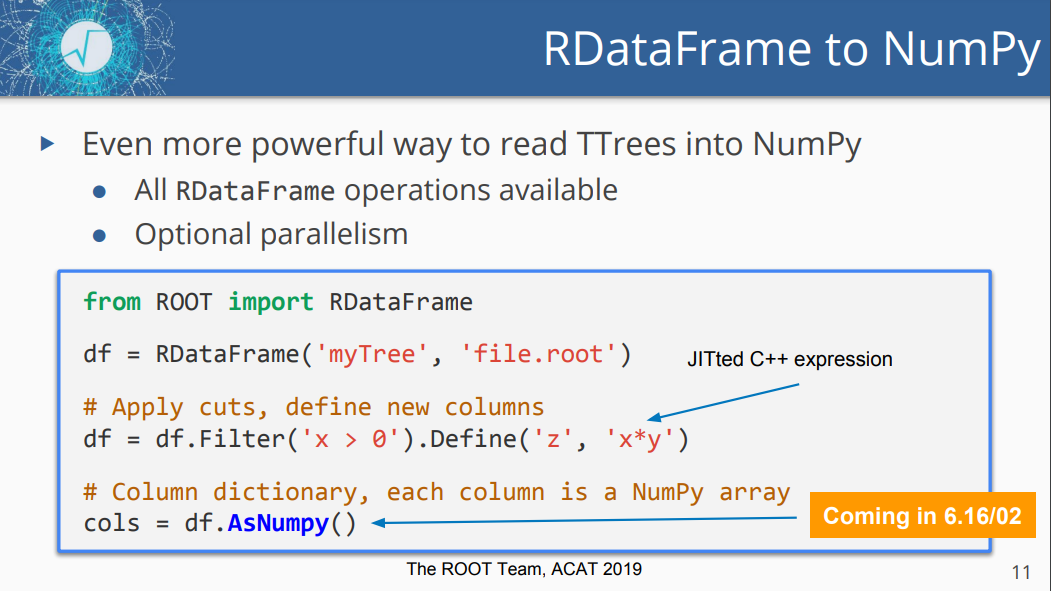 RDataFrame to NumPy
Even more powerful way to read TTrees into NumPy
All RDataFrame operations available
Optional parallelism
from ROOT import RDataFrame
df = RDataFrame('myTree', 'file.root')
JITted C++ expression
# Apply cuts, define new columns
df = df.Filter('x > 0').Define('z', 'x*y')
# Column dictionary, each column is a NumPy array
cols = df.AsNumpy()
Coming in 6.16/02
The ROOT Team, ACAT 2019
11